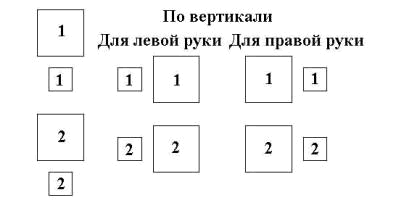 По вертикали
Для левой руки Для правой руки
1
1 1 1 1 1
2 2 2 2 2
2